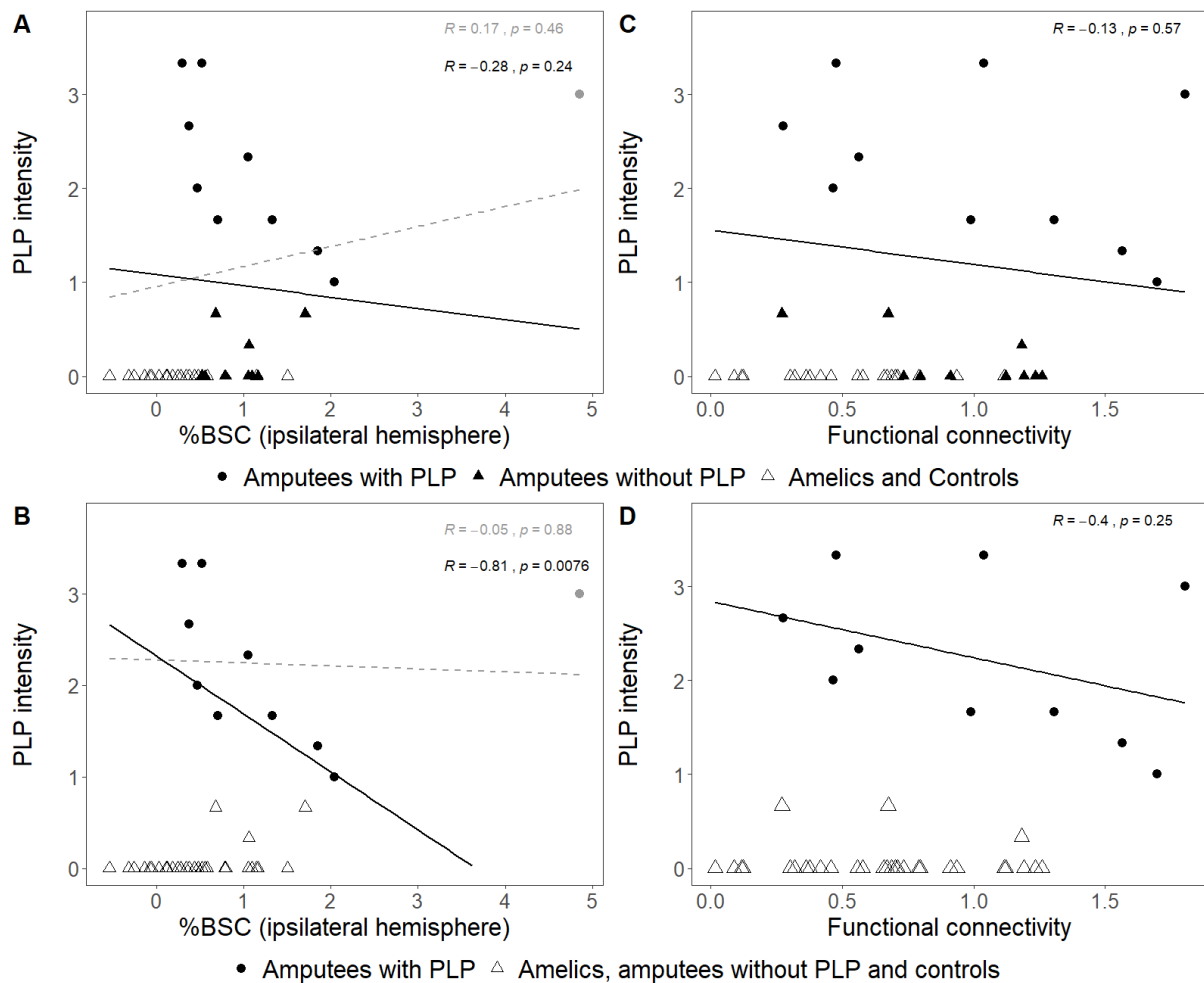 A
R = 0.17 , p = 0.46
R = −0.28 , p = 0.24
PLP intensity
3
2
1
0
0 1 2 3 4 5
%BSC (ipsilateral hemisphere)
C
R = −0.13 , p = 0.57
PLP intensity
3
2
1
0
0.0 0.5 1.0 1.5
Functional connectivity
Amputees with PLP Amputees without PLP Amelics and Controls
B
R = −0.05 , p = 0.88
R = −0.81 , p = 0.0076
PLP intensity
3
2
1
0
0 1 2 3 4 5
%BSC (ipsilateral hemisphere)
D
R = −0.4 , p = 0.25
PLP intensity
3
2
1
0
0.0 0.5 1.0 1.5
Functional connectivity
Amputees with PLP Amelics, amputees without PLP and controls